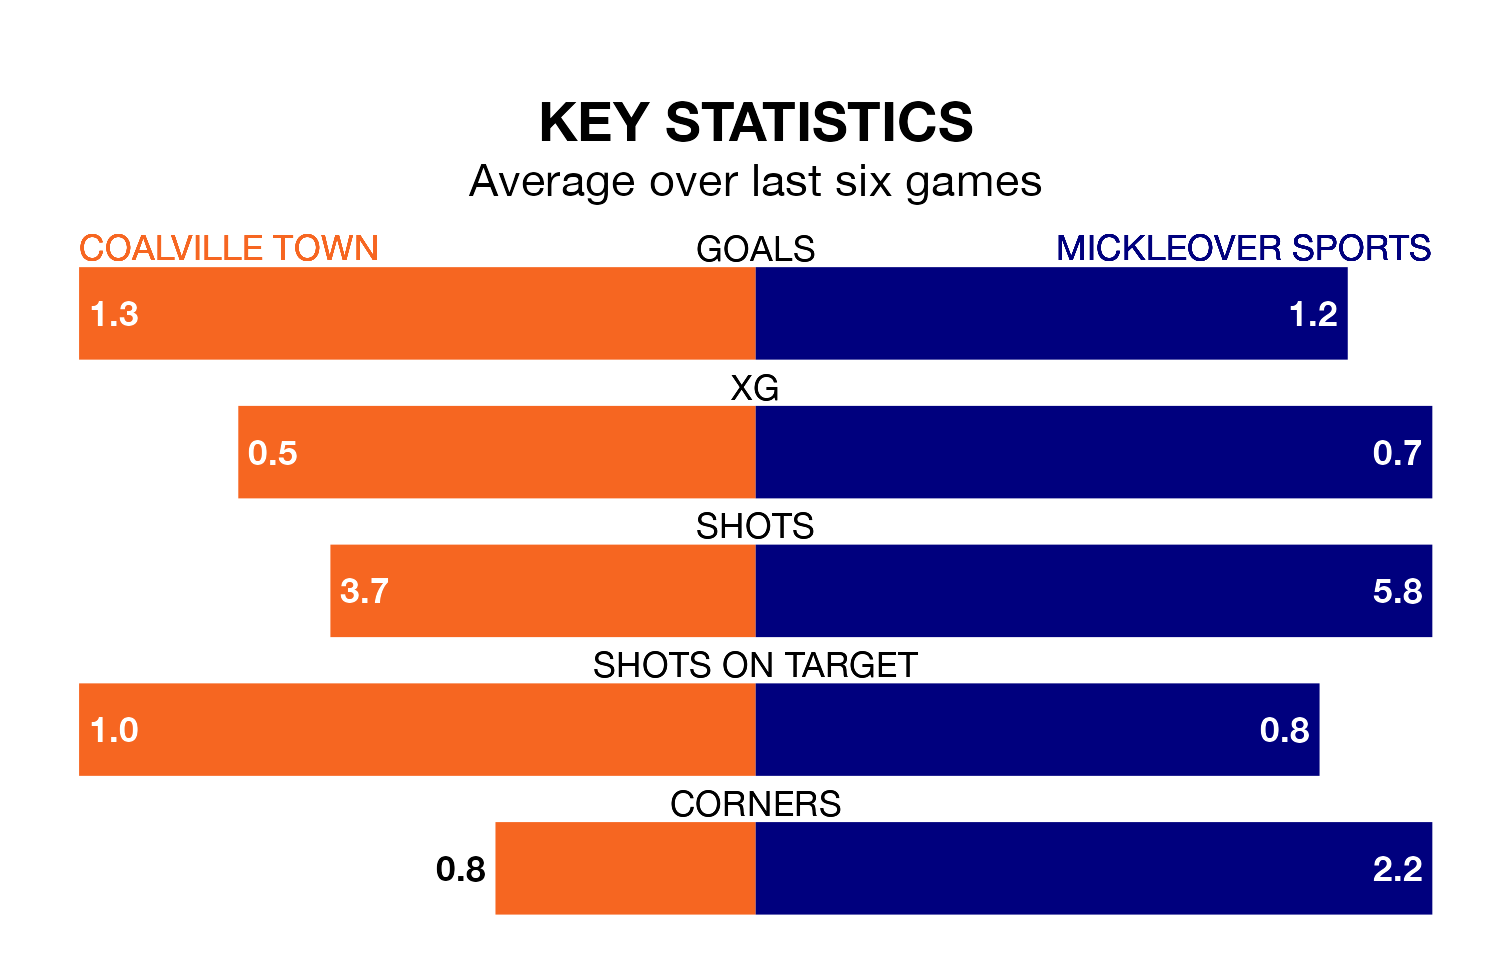 KEY STATISTICS
Average over last six games
COALVILLE TOWN GOALS MICKLEOVER SPORTS
1.3 1.2
XG
0.5 0.7
SHOTS
3.7 5.8
SHOTS ON TARGET
1.0 0.8
CORNERS
0.8 2.2